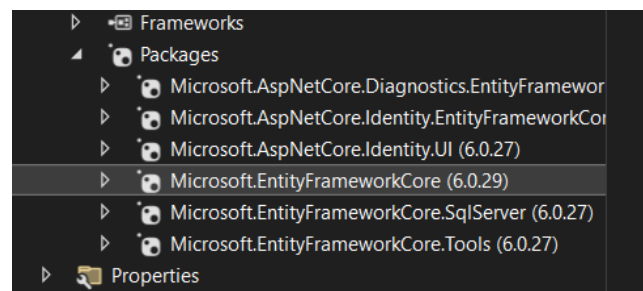 Frameworks
Packages
Microsoft.AspNetCore.Diagnostics.EntityFramewor
Microsoft.AspNetCore.Identity.EntityFrameworkCor
Microsoft.AspNetCore.Identity.UI (6.0.27)
Microsoft.EntityFrameworkCore (6.0.29)
Microsoft.EntityFrameworkCore.SqlServer (6.0.27)
Microsoft.EntityFrameworkCore.Tools (6.0.27)
Properties